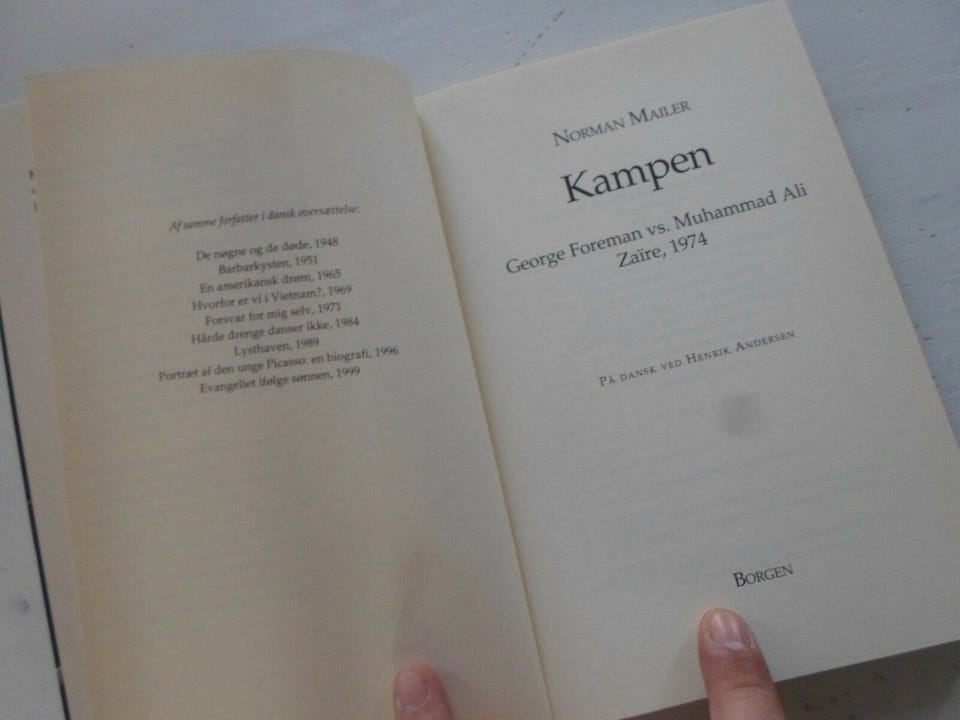 Af samme forfatter i dansk oversættelse:
De nøgne og de døde, 1948
Barbarkysten, 1951
En amerikansk drøm, 1965
Hvorfor er vi i Vietnam?, 1969
Forsvar for mig selv, 1971
Hårde drenge danser ikke, 1984
Lysthaven, 1989
Portræt af den unge Picasso: en biografi, 1996
Evangeliet ifølge sønnen, 1999
NORMAN MAILER
Kampen
George Foreman vs. Muhammad Ali
Zaïre, 1974
PÅ DANSK VED HENRIK ANDERSEN
BORGEN